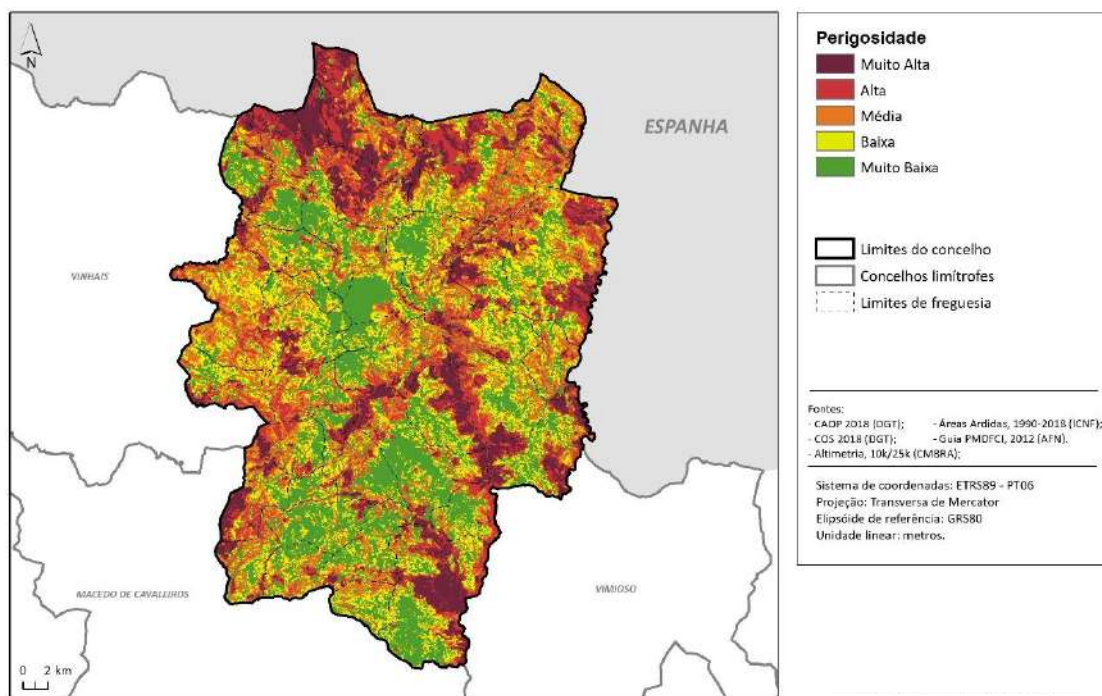 N
ESPANHA
VINHAIS
MACEDO DE CAVALEIROS
VIMIOSO
0 2 km
Perigosidade
Muito Alta
Alta
Média
Baixa
Muito Baixa
Limites do concelho
Concelhos limítrofes
Limites de freguesia
Fontes:
- CAOP 2018 (DGT); - Áreas Ardidas, 1990-2018 (ICNF);
- COS 2018 (DGT); - Guia PMDFCI, 2012 (AFN).
- Altimetria, 10k/25k (CMBRA);
Sistema de coordenadas: ETRS89 - PT06
Projeção: Transversa de Mercator
Elipsóide de referência: GRS80
Unidade linear: metros.